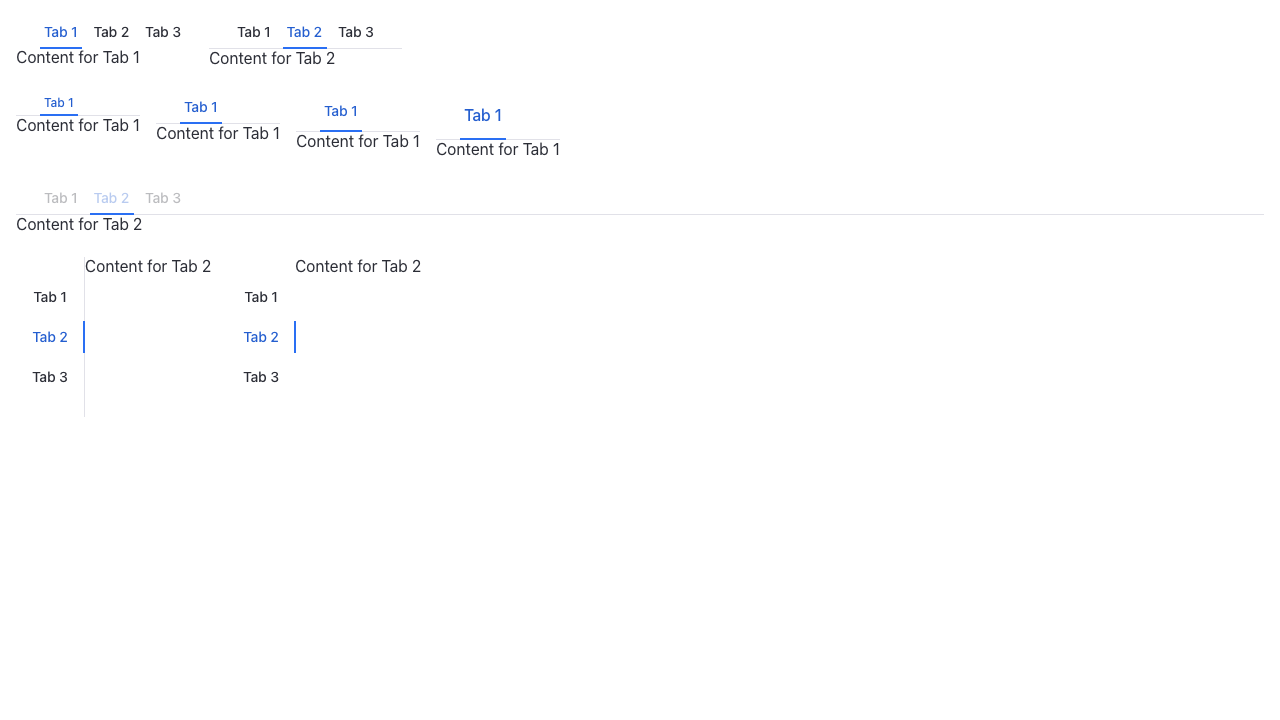 Tab 1 Tab 2 Tab 3 Tab 1 Tab 2 Tab 3
Content for Tab 1 Content for Tab 2
Tab 1 Tab 1 Tab 1 Tab 1
Content for Tab 1 Content for Tab 1 Content for Tab 1 Content for Tab 1
Tab 1 Tab 2 Tab 3
Content for Tab 2
Content for Tab 2 Content for Tab 2
Tab 1 Tab 1
Tab 2 Tab 2
Tab 3 Tab 3